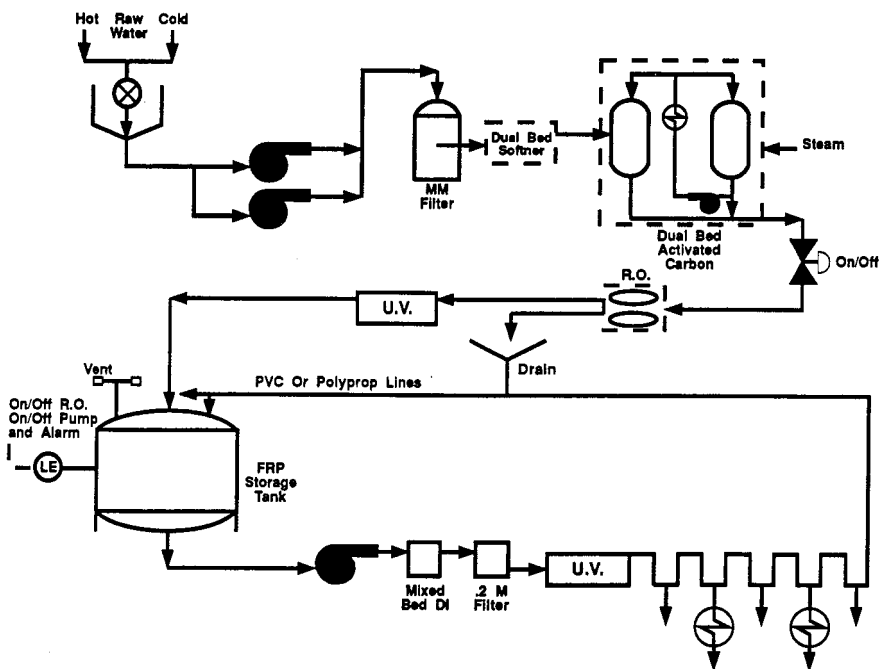 Hot Raw Cold
Water
MM
Filter
Dual Bed
Softner
Steam
Dual Bed
Activated
Carbon
On/Off
R.O.
U.V.
Drain
PVC Or Polyprop Lines
Vent
On/Off R.O.
On/Off Pump
and Alarm
LE
FRP
Storage
Tank
Mixed
Bed DI
.2 M
Filter
U.V.